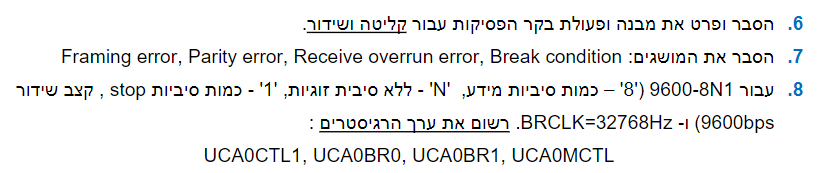 6. הסבר ופרט את מבנה ופעולת בקר הפסיקות עבור קליטה ושידור.
7. הסבר את המושגים: Framing error, Parity error, Receive overrun error, Break condition
8. עבור 9600-8N1 ('8' – כמות סיביות מידע, 'N' - ללא סיבית זוגיות, '1' - כמות סיביות stop , קצב שידור
9600bps) ו- BRCLK=32768Hz. רשום את ערך הרגיסטרים :
UCA0CTL1, UCA0BR0, UCA0BR1, UCA0MCTL